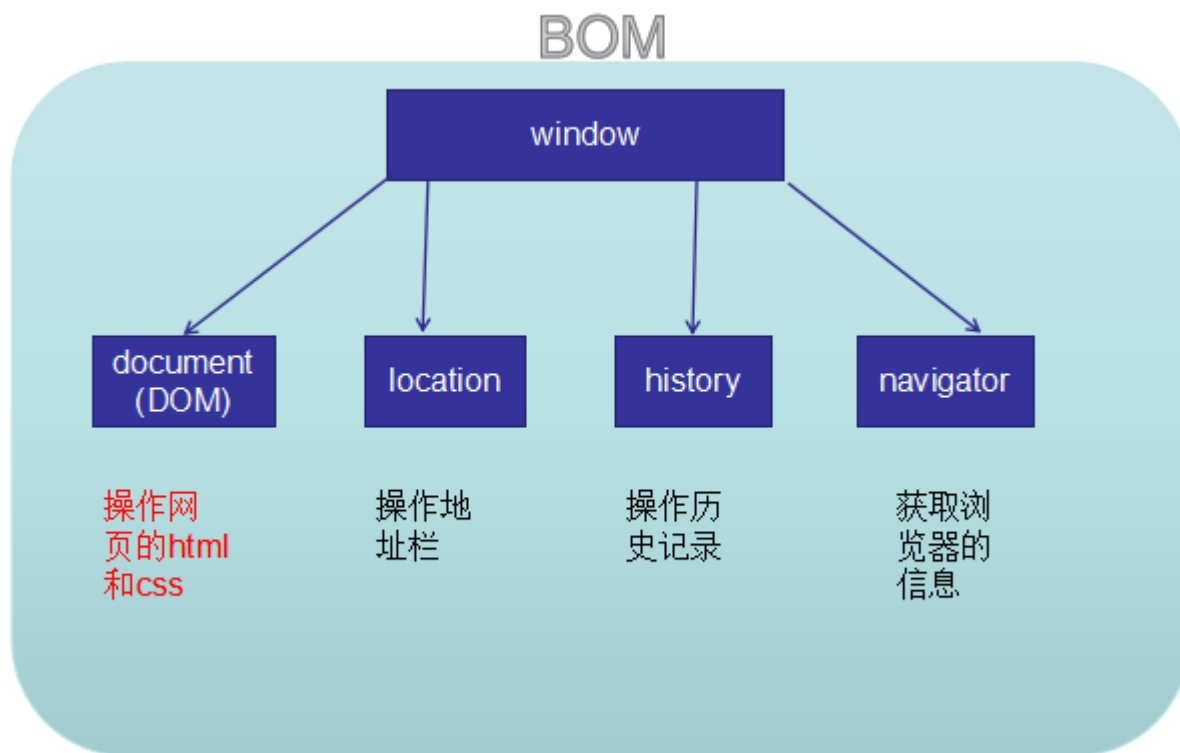 BOM
window
document
(DOM)
location
history
navigator
操作网
页的html
和css
操作地
址栏
操作历
史记录
获取浏
览器的
信息